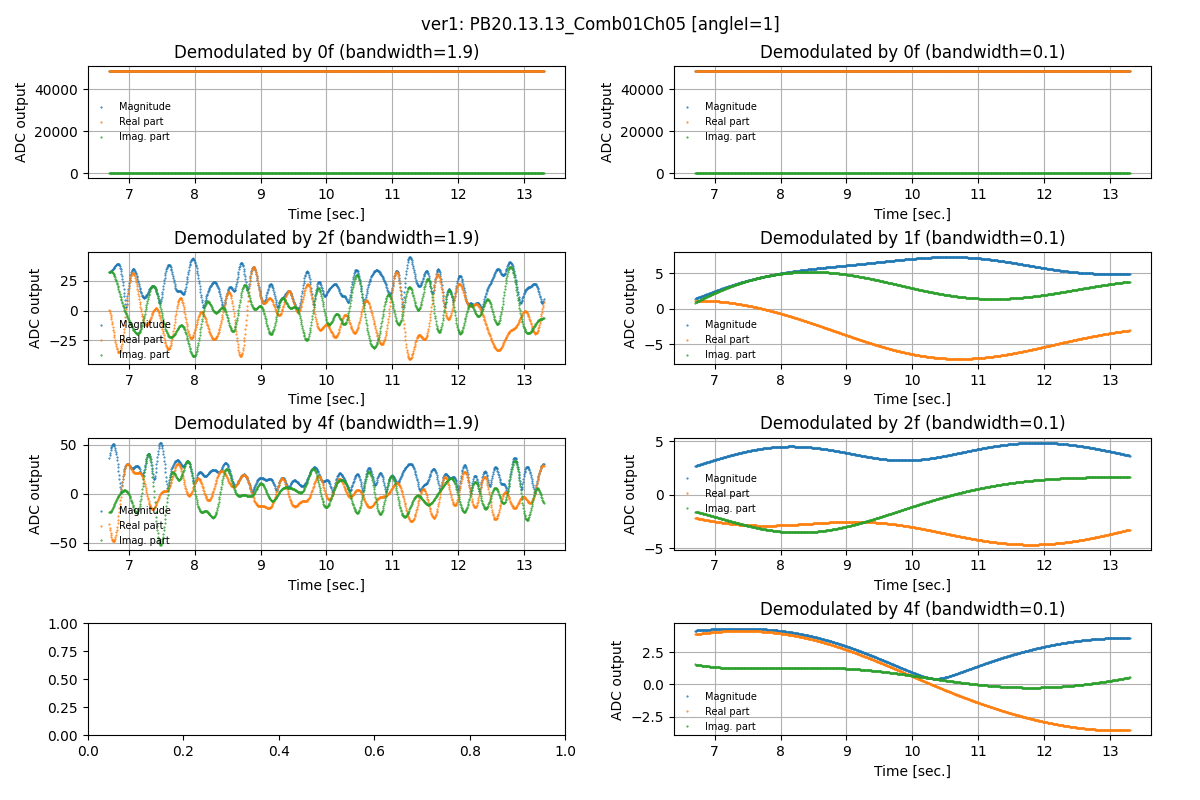 ver1: PB20.13.13_Comb01Ch05 [angleI=1]
Demodulated by 0f (bandwidth=1.9)
ADC output
40000
20000
0
Magnitude
Real part
Imag. part
7 8 9 10 11 12 13
Time [sec.]
Demodulated by 0f (bandwidth=0.1)
ADC output
40000
20000
0
Magnitude
Real part
Imag. part
7 8 9 10 11 12 13
Time [sec.]
Demodulated by 2f (bandwidth=1.9)
ADC output
25
0
−25
Magnitude
Real part
Imag. part
7 8 9 10 11 12 13
Time [sec.]
Demodulated by 1f (bandwidth=0.1)
ADC output
5
0
−5
Magnitude
Real part
Imag. part
7 8 9 10 11 12 13
Time [sec.]
Demodulated by 4f (bandwidth=1.9)
ADC output
50
0
−50
Magnitude
Real part
Imag. part
7 8 9 10 11 12 13
Time [sec.]
Demodulated by 2f (bandwidth=0.1)
ADC output
5
0
−5
Magnitude
Real part
Imag. part
7 8 9 10 11 12 13
Time [sec.]
1.00
0.75
0.50
0.25
0.00
0.0 0.2 0.4 0.6 0.8 1.0
Demodulated by 4f (bandwidth=0.1)
ADC output
2.5
0.0
−2.5
Magnitude
Real part
Imag. part
7 8 9 10 11 12 13
Time [sec.]